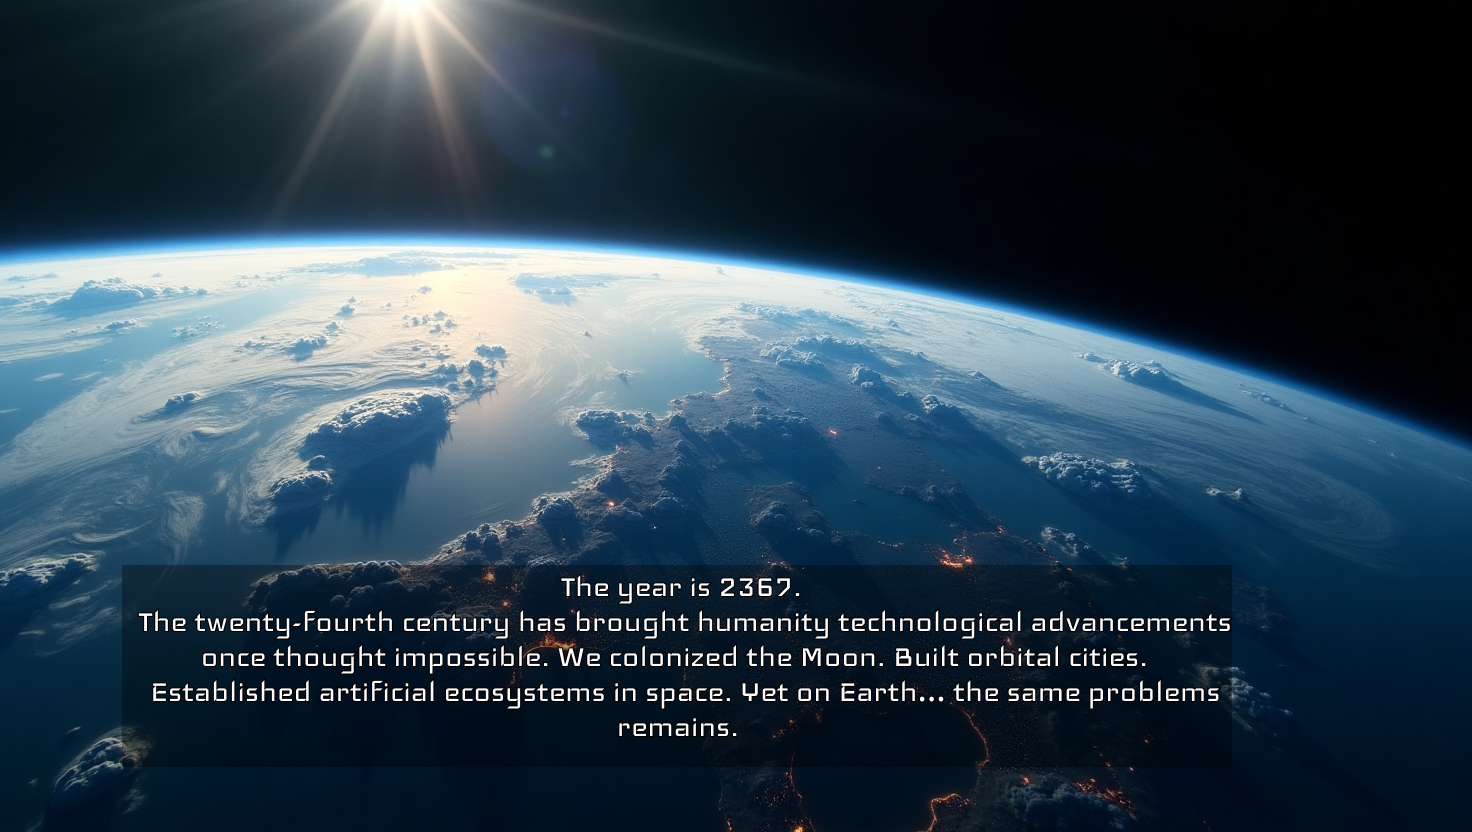 The year is 2367.
The twenty-fourth century has brought humanity technological advancements
once thought impossible. We colonized the Moon. Built orbital cities.
Established artificial ecosystems in space. Yet on Earth... the same problems
remains.